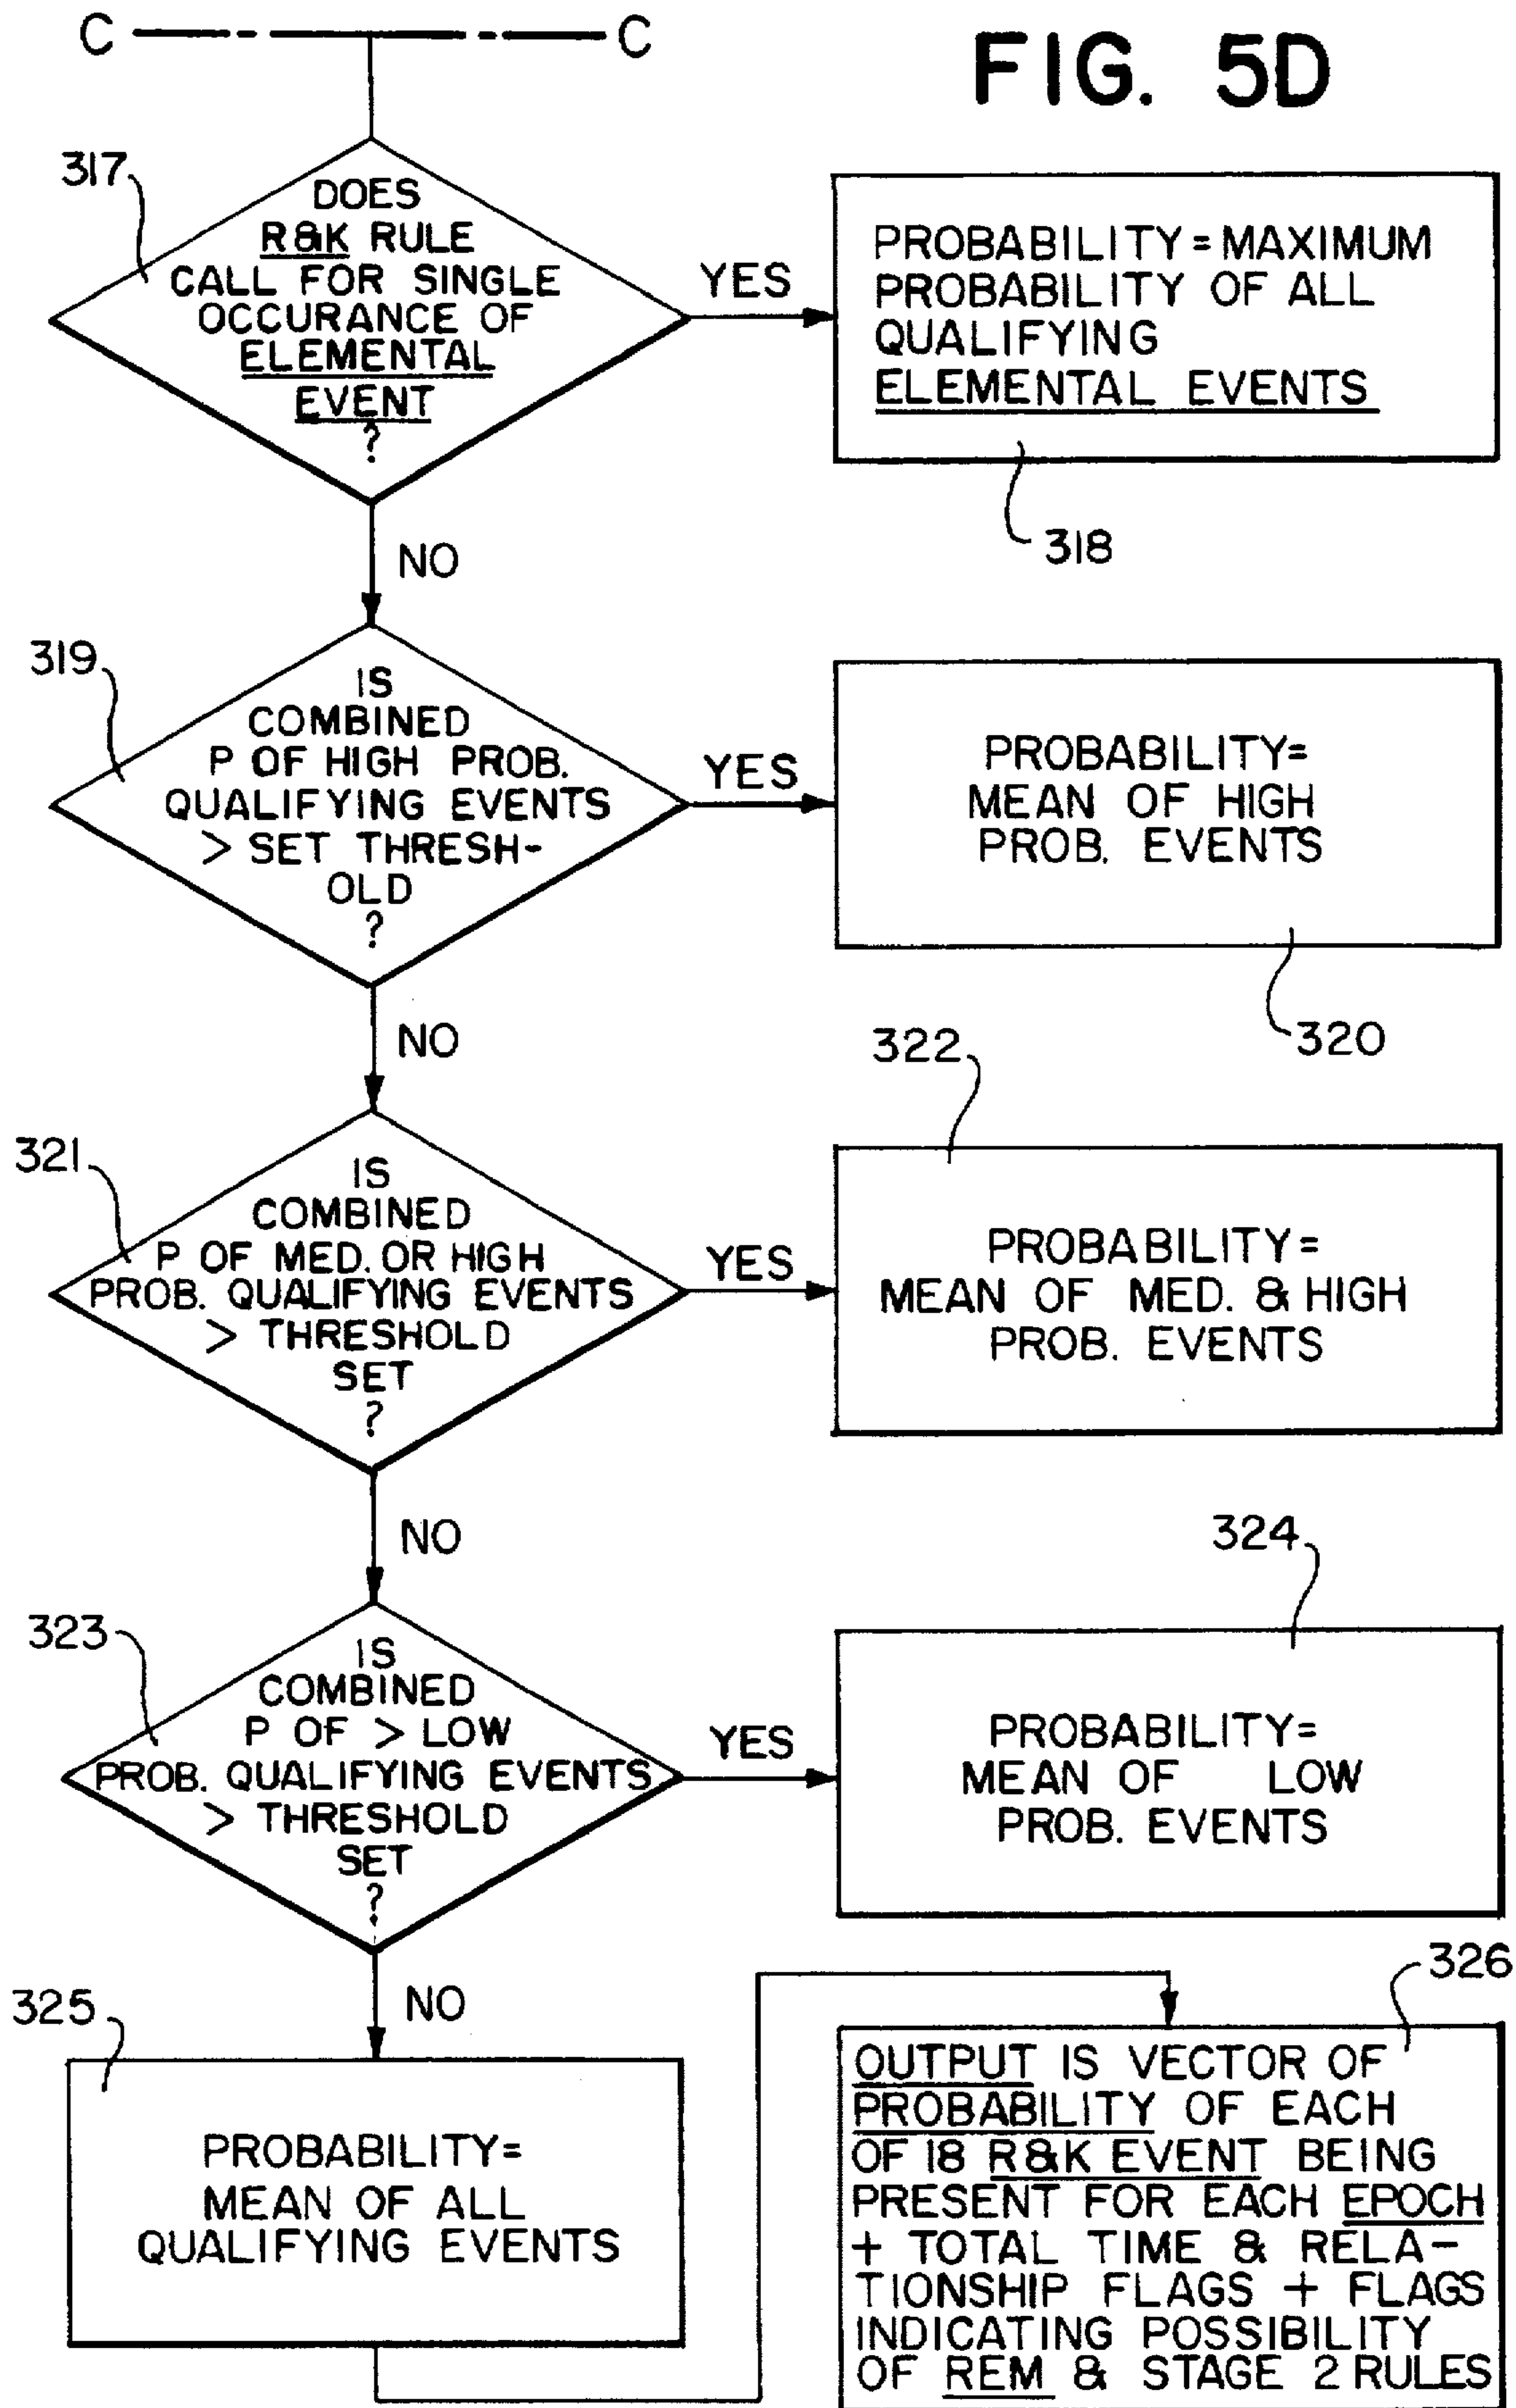 C C
FIG. 5D
317
DOES
R&K RULE
CALL FOR SINGLE
OCCURANCE OF
ELEMENTAL
EVENT
?
YES
PROBABILITY=MAXIMUM
PROBABILITY OF ALL
QUALIFYING
ELEMENTAL EVENTS
318
NO
319
IS
COMBINED
P OF HIGH PROB.
QUALIFYING EVENTS
> SET THRESH-
OLD
?
YES
PROBABILITY=
MEAN OF HIGH
PROB. EVENTS
320
NO
321
IS
COMBINED
P OF MED. OR HIGH
PROB. QUALIFYING EVENTS
> THRESHOLD
SET
?
YES
322
PROBABILITY=
MEAN OF MED. & HIGH
PROB. EVENTS
NO
323
IS
COMBINED
P OF > LOW
PROB. QUALIFYING EVENTS
> THRESHOLD
SET
?
YES
324
PROBABILITY=
MEAN OF LOW
PROB. EVENTS
NO
325
PROBABILITY=
MEAN OF ALL
QUALIFYING EVENTS
326
OUTPUT IS VECTOR OF
PROBABILITY OF EACH
OF 18 R&K EVENT BEING
PRESENT FOR EACH EPOCH
+ TOTAL TIME & RELA-
TIONSHIP FLAGS + FLAGS
INDICATING POSSIBILITY
OF REM & STAGE 2 RULES